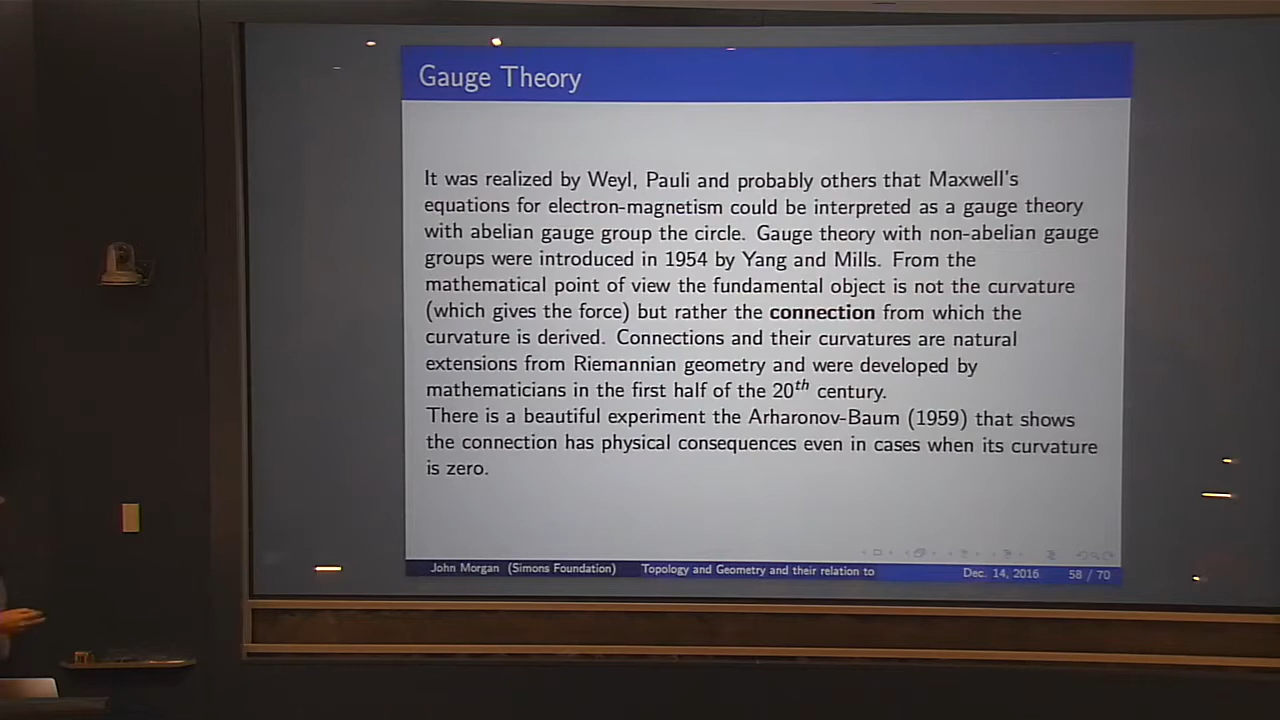 Gauge Theory
It was realized by Weyl, Pauli and probably others that Maxwell's
equations for electron-magnetism could be interpreted as a gauge theory
with abelian gauge group the circle. Gauge theory with non-abelian gauge
groups were introduced in 1954 by Yang and Mills. From the
mathematical point of view the fundamental object is not the curvature
(which gives the force) but rather the connection from which the
curvature is derived. Connections and their curvatures are natural
extensions from Riemannian geometry and were developed by
mathematicians in the first half of the 20th century.
There is a beautiful experiment the Arharonov-Baum (1959) that shows
the connection has physical consequences even in cases when its curvature
is zero.
John Morgan (Simons Foundation) Topology and Geometry and their relation to Dec. 14, 2016 58 / 70